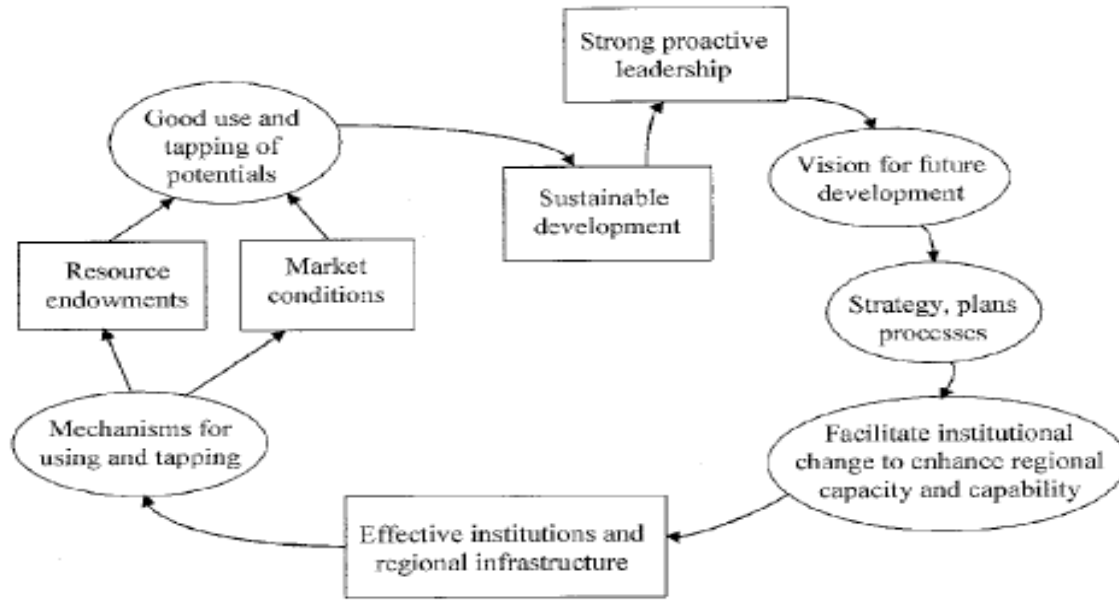 Strong proactive
leadership
Good use and
tapping of
potentials
Vision for future
development
Sustainable
development
Resource
endowments
Market
conditions
Strategy, plans
processes
Mechanisms for
using and tapping
Facilitate institutional
change to enhance regional
capacity and capability
Effective institutions and
regional infrastructure